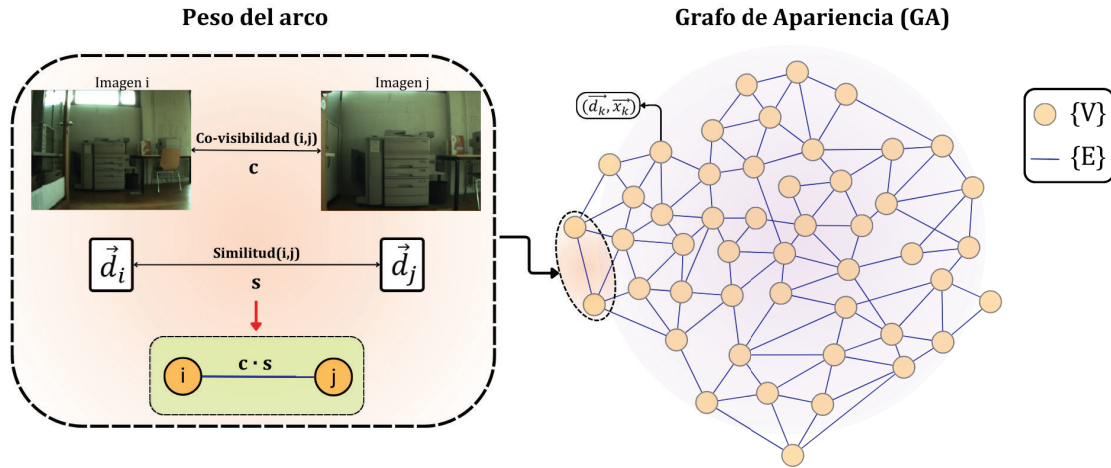 Peso del arco
Imagen i
Imagen j
Co-visibilidad (i,j)
c
Similitud(i,j)
s
d⃗ᵢ
d⃗ⱼ
c · s
i
j
Grafo de Apariencia (GA)
(d⃗ₖ, x⃗ₖ)
{V}
{E}